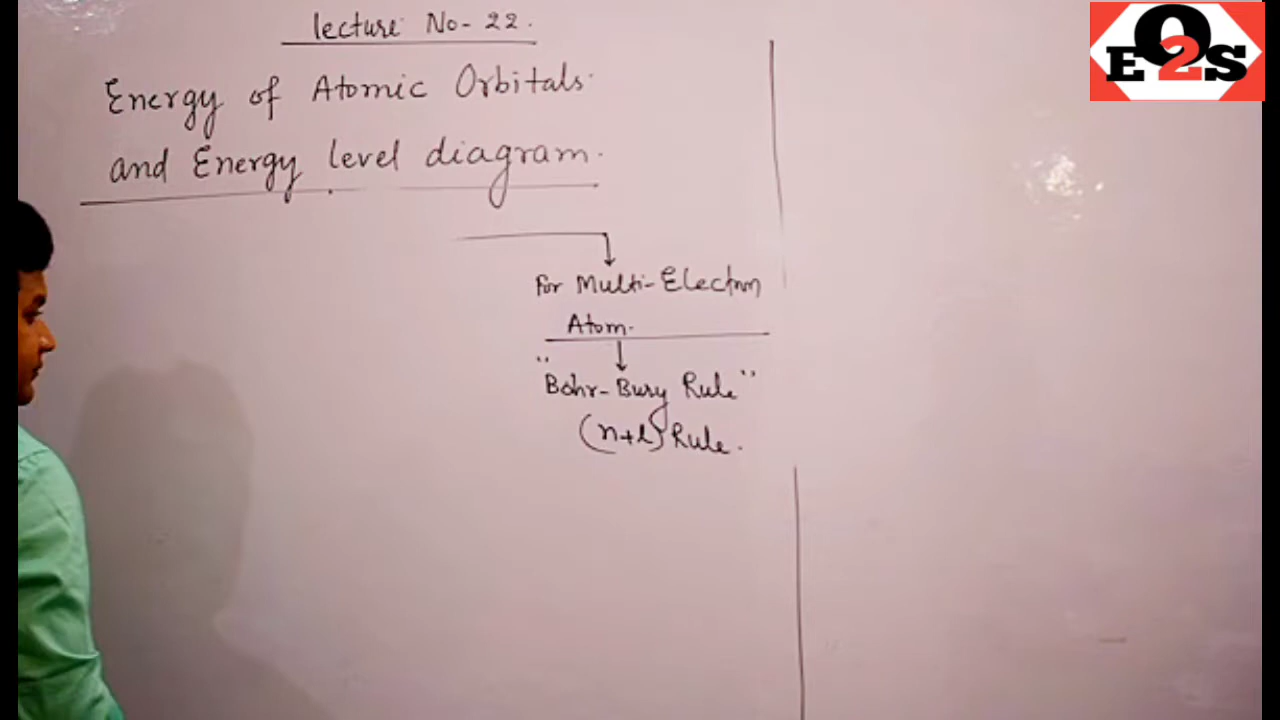 lecture No- 22.
Energy of Atomic Orbitals
and Energy level diagram.
For Multi-Electron
Atom.
"Bohr-Bury Rule"
(n+l) Rule.
EO2S